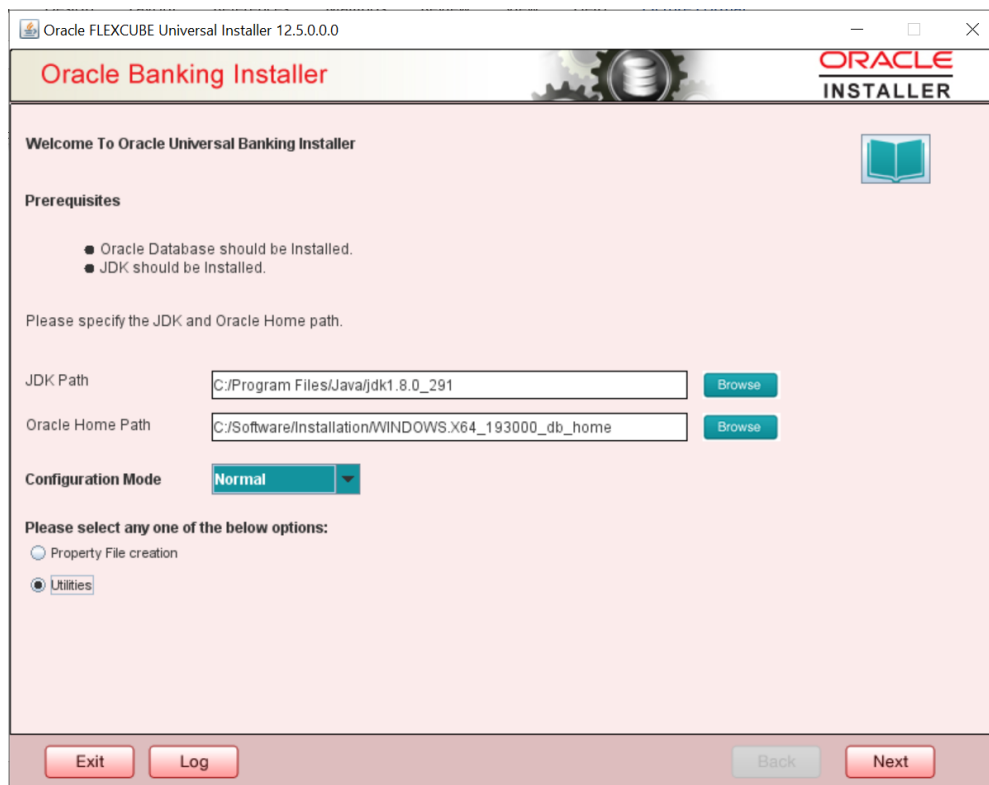 Oracle FLEXCUBE Universal Installer 12.5.0.0.0
Oracle Banking Installer
ORACLE
INSTALLER
Welcome To Oracle Universal Banking Installer
Prerequisites
Oracle Database should be Installed.
JDK should be Installed.
Please specify the JDK and Oracle Home path.
JDK Path
C:/Program Files/Java/jdk1.8.0_291
Browse
Oracle Home Path
C:/Software/Installation/WINDOWS.X64_193000_db_home
Browse
Configuration Mode
Normal
Please select any one of the below options:
Property File creation
Utilities
Exit
Log
Back
Next